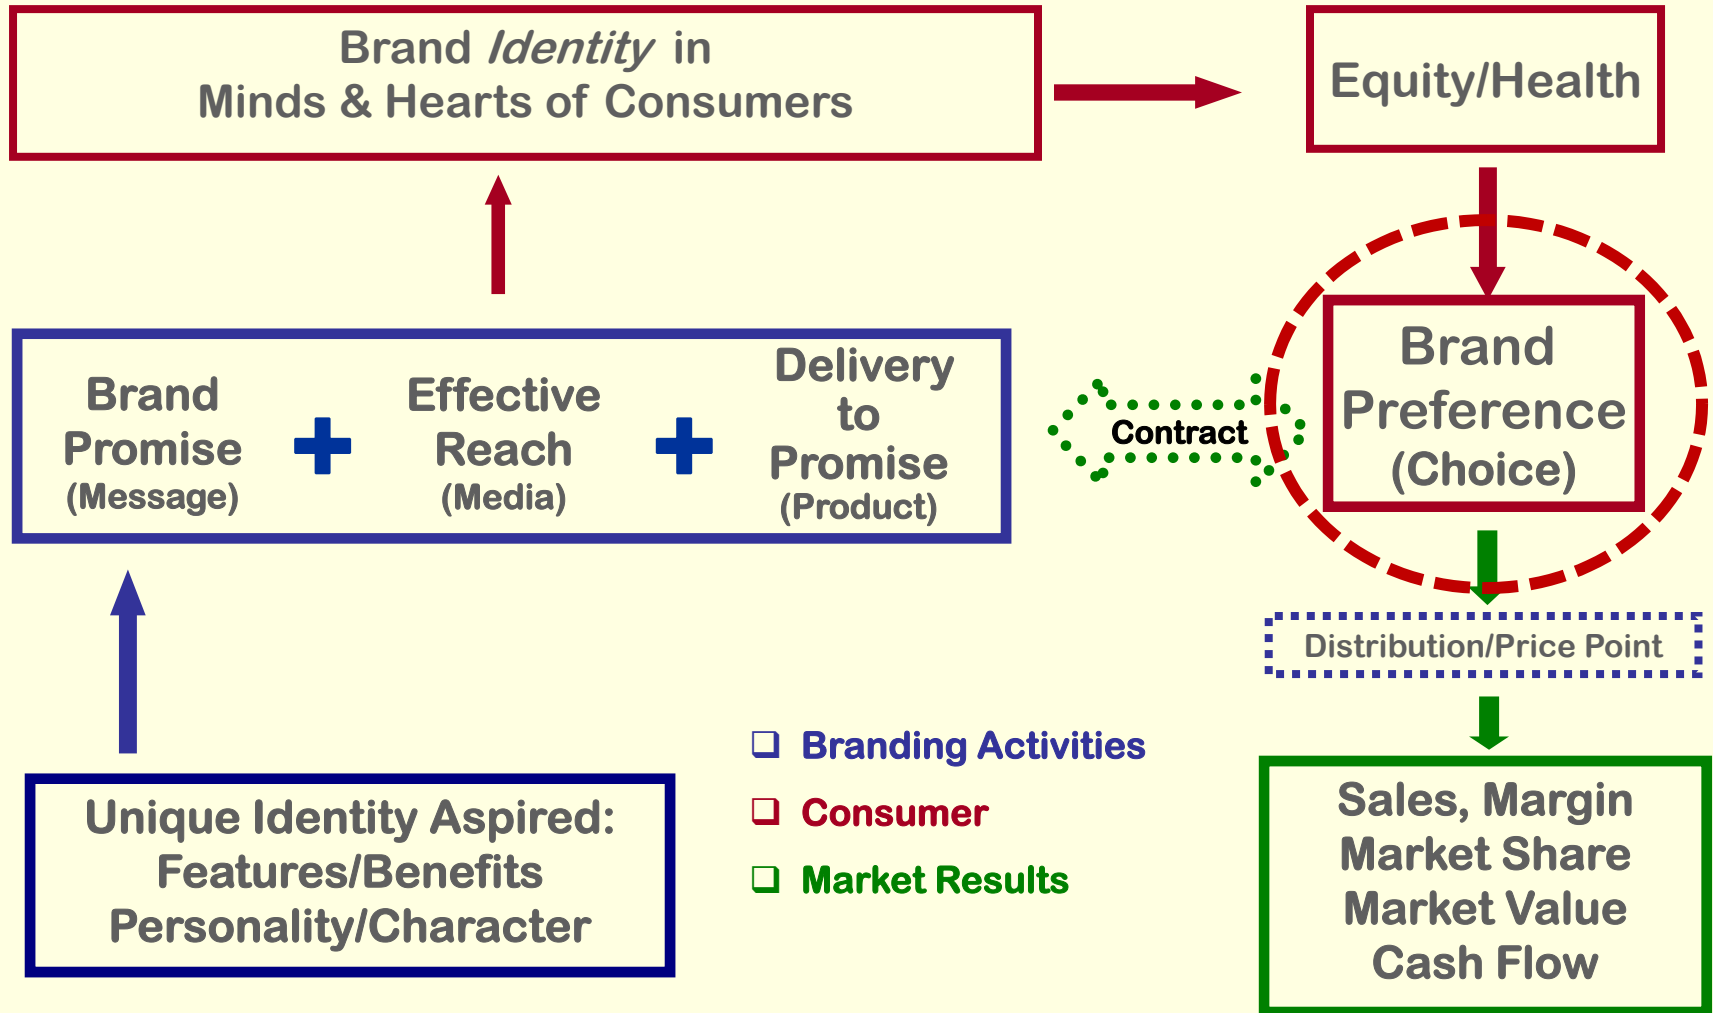 Brand Identity in
Minds & Hearts of Consumers
Equity/Health
Brand
Promise
(Message)
Effective
Reach
(Media)
Delivery
to
Promise
(Product)
Contract
Brand
Preference
(Choice)
Distribution/Price Point
Unique Identity Aspired:
Features/Benefits
Personality/Character
Branding Activities
Consumer
Market Results
Sales, Margin
Market Share
Market Value
Cash Flow